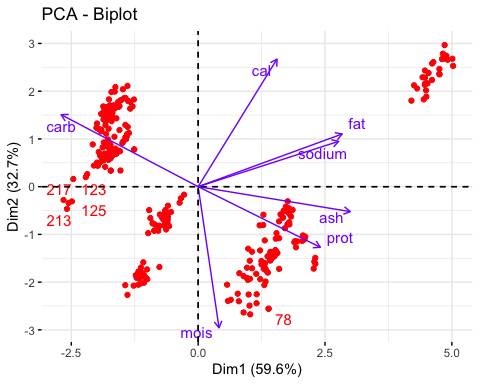 PCA - Biplot
Dim2 (32.7%)
3
2
1
0
-1
-2
-3
cal
carb
fat
sodium
217 123
125
213
ash
prot
78
mois
-2.5 0.0 2.5 5.0
Dim1 (59.6%)